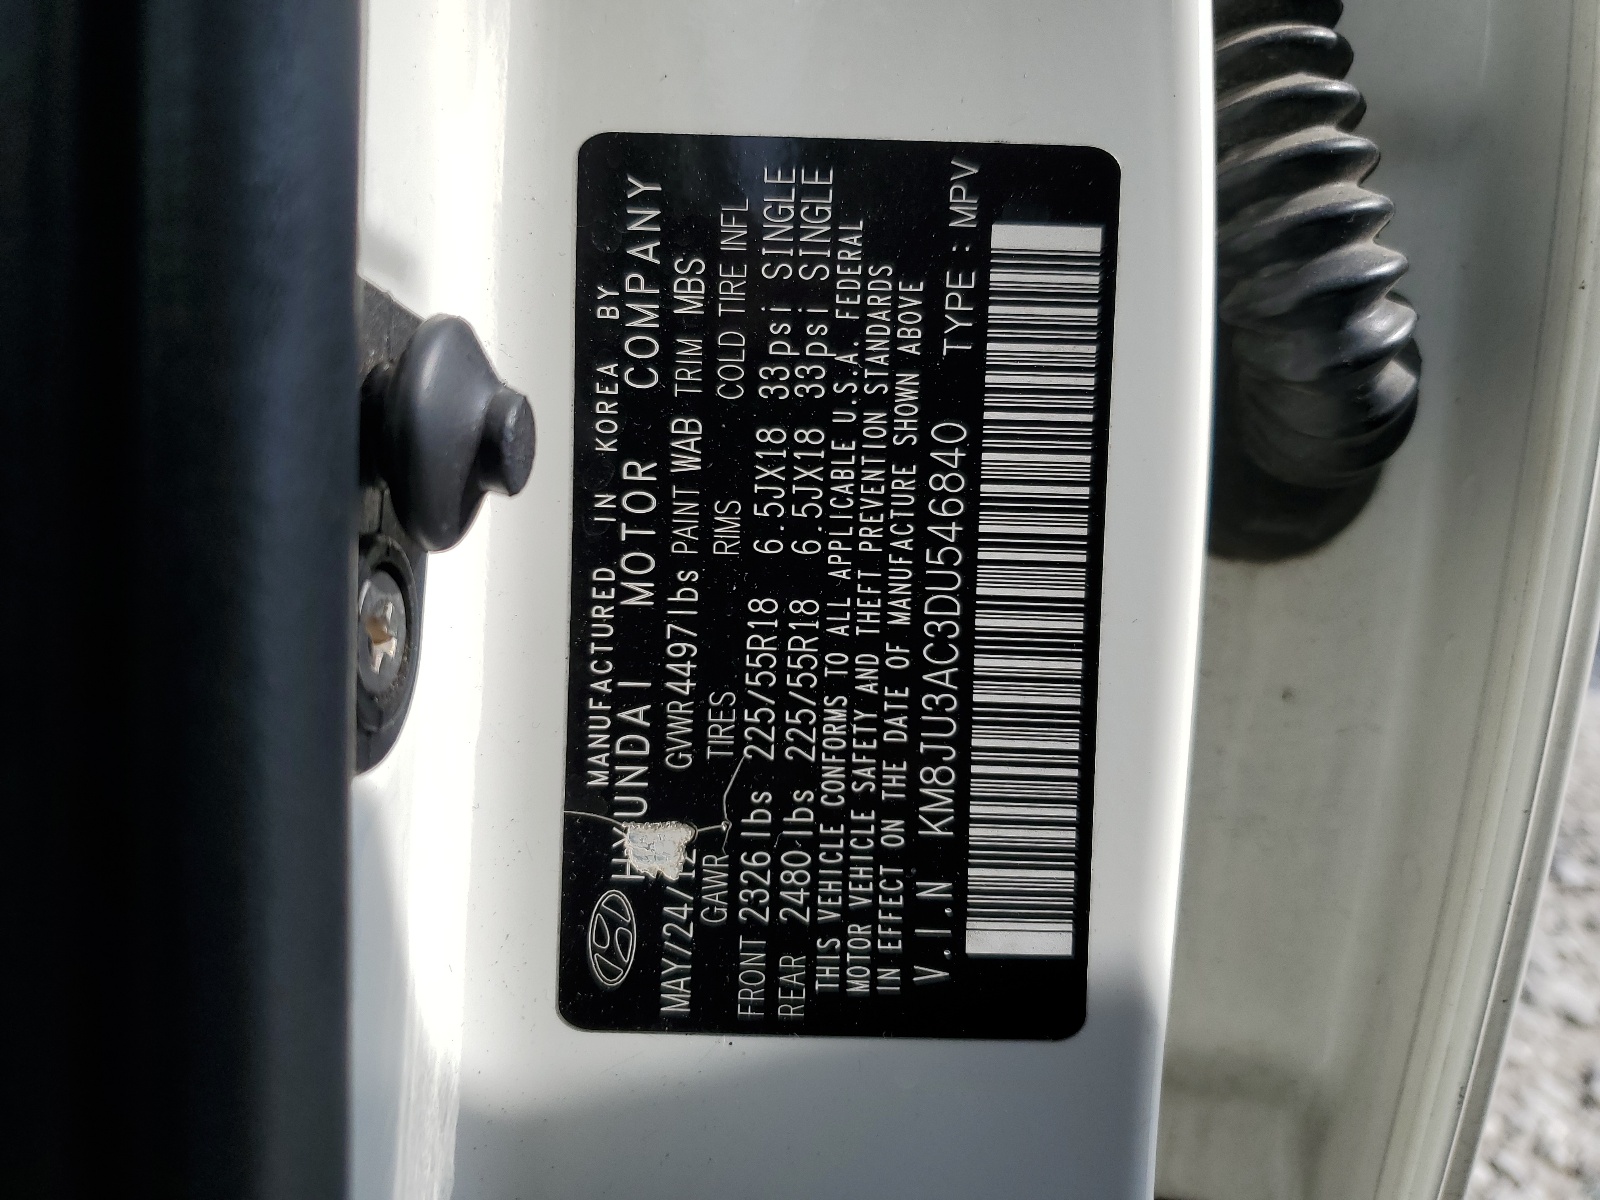 MANUFACTURED IN KOREA BY
HYUNDAI MOTOR COMPANY
MAY/24/12 GVWR 4497lbs PAINT WAB TRIM MBS
GAWR TIRES RIMS COLD TIRE INFL
FRONT 2326 lbs 225/55R18 6.5JX18 33psi SINGLE
REAR 2480 lbs 225/55R18 6.5JX18 33psi SINGLE
THIS VEHICLE CONFORMS TO ALL APPLICABLE U.S.A. FEDERAL
MOTOR VEHICLE SAFETY AND THEFT PREVENTION STANDARDS
IN EFFECT ON THE DATE OF MANUFACTURE SHOWN ABOVE
V.I.N KM8JU3AC3DU546840 TYPE : MPV